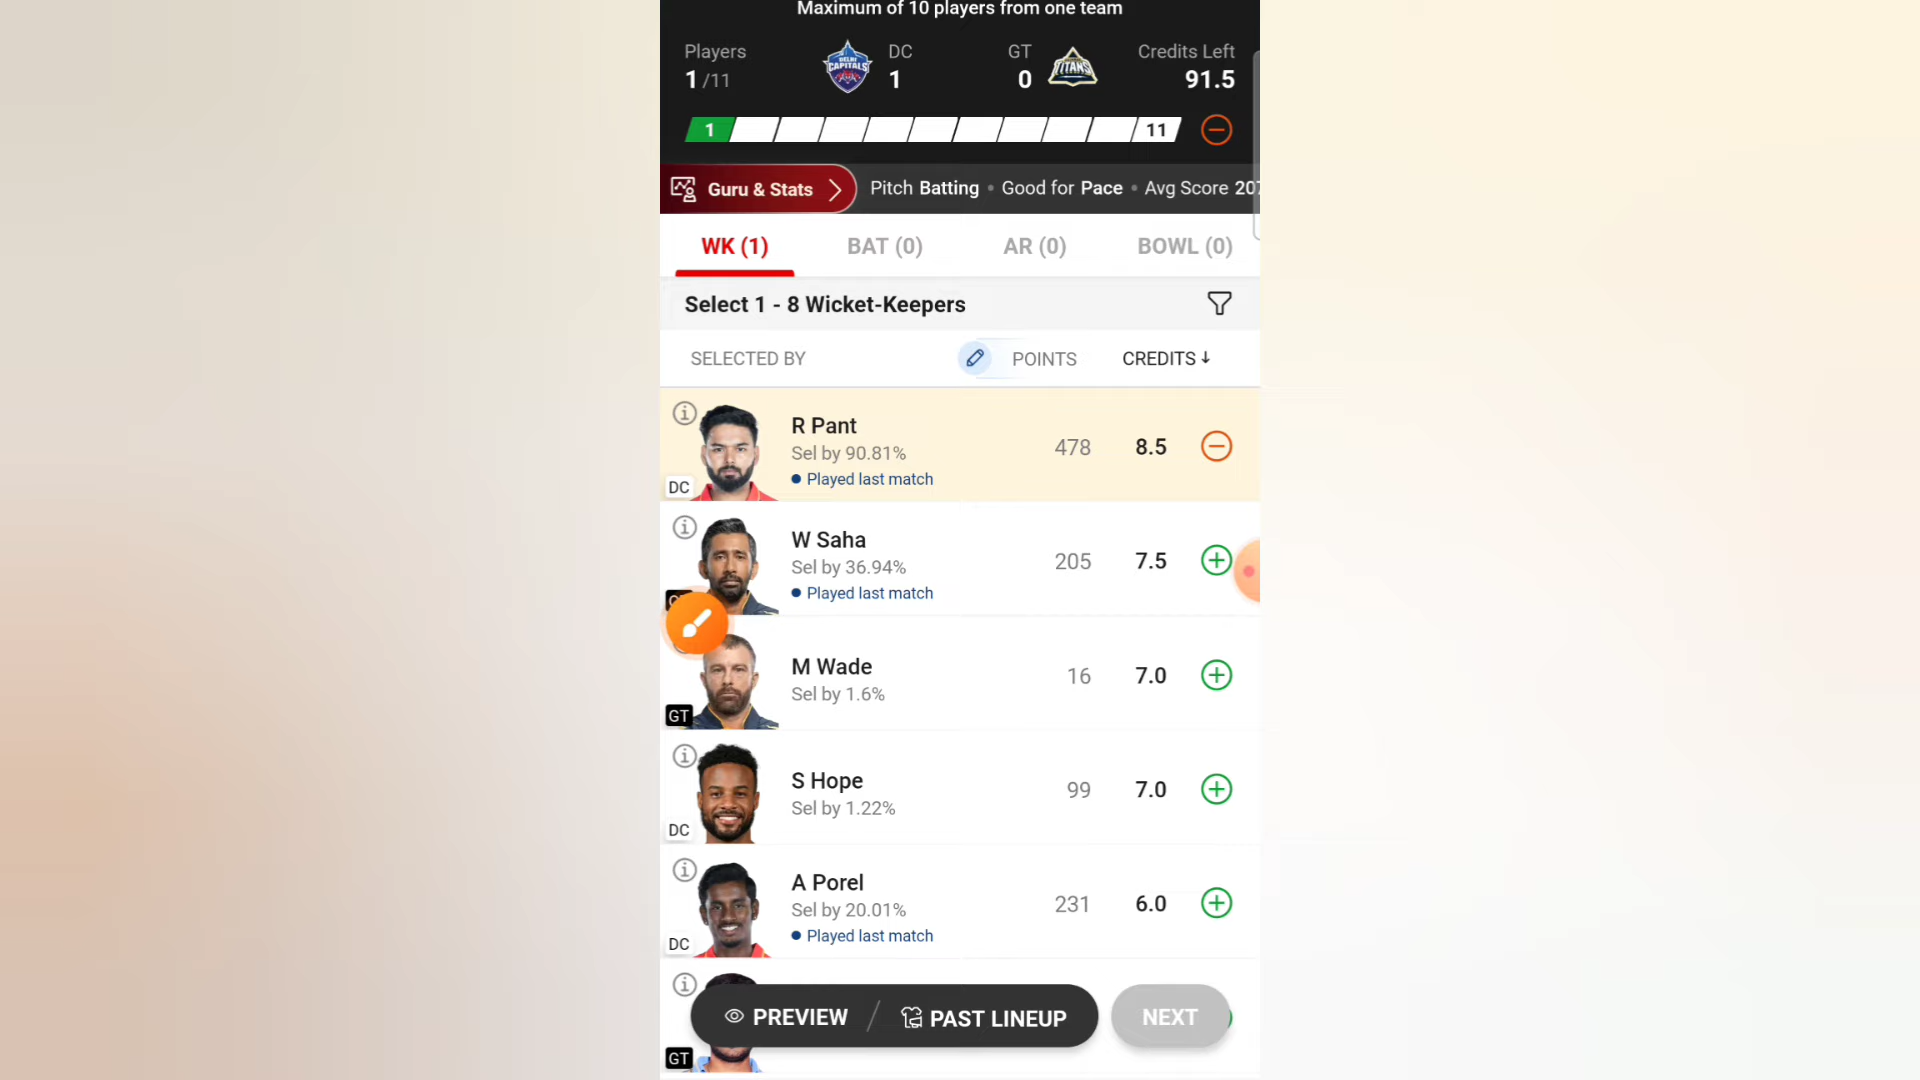 Maximum of 10 players from one team
Players DC GT Credits Left
1 /11 1 0 91.5
DELHI CAPITALS
TITANS
1 11
Guru & Stats Pitch Batting • Good for Pace • Avg Score 207
WK (1) BAT (0) AR (0) BOWL (0)
Select 1 - 8 Wicket-Keepers
SELECTED BY POINTS CREDITS ↓
R Pant
Sel by 90.81% 478 8.5
• Played last match
DC
W Saha
Sel by 36.94% 205 7.5
• Played last match
M Wade
Sel by 1.6% 16 7.0
GT
S Hope
Sel by 1.22% 99 7.0
DC
A Porel
Sel by 20.01% 231 6.0
• Played last match
DC
PREVIEW / PAST LINEUP NEXT
GT